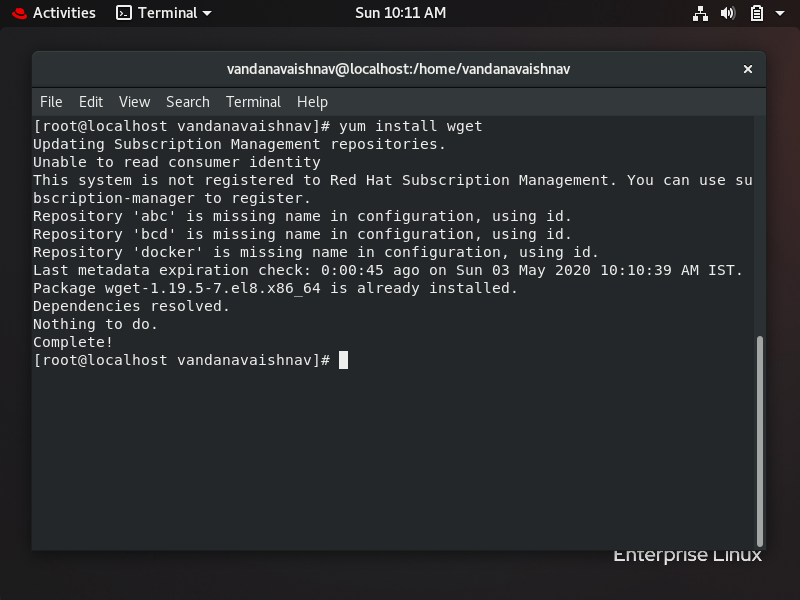 Activities Terminal Sun 10:11 AM
vandanavaishnav@localhost:/home/vandanavaishnav
File Edit View Search Terminal Help
[root@localhost vandanavaishnav]# yum install wget
Updating Subscription Management repositories.
Unable to read consumer identity
This system is not registered to Red Hat Subscription Management. You can use su
bscription-manager to register.
Repository 'abc' is missing name in configuration, using id.
Repository 'bcd' is missing name in configuration, using id.
Repository 'docker' is missing name in configuration, using id.
Last metadata expiration check: 0:00:45 ago on Sun 03 May 2020 10:10:39 AM IST.
Package wget-1.19.5-7.el8.x86_64 is already installed.
Dependencies resolved.
Nothing to do.
Complete!
[root@localhost vandanavaishnav]#
Enterprise Linux